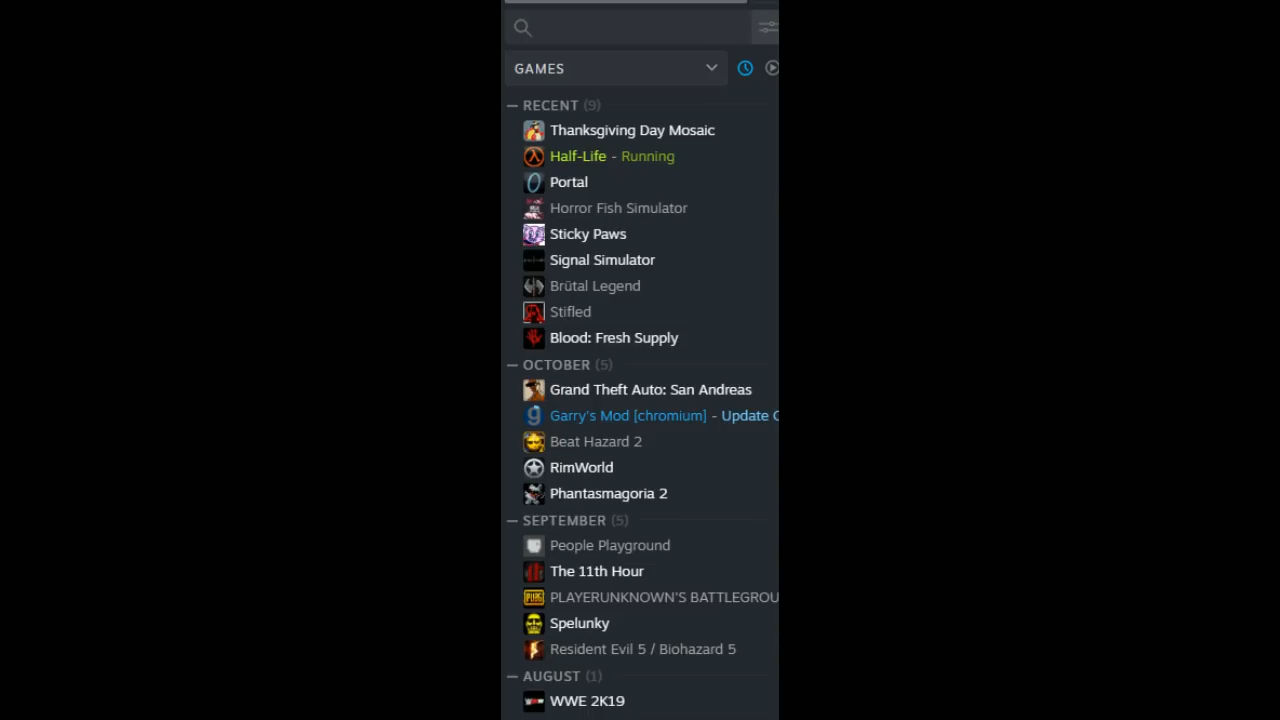 GAMES
RECENT (9)
Thanksgiving Day Mosaic
Half-Life - Running
Portal
Horror Fish Simulator
Sticky Paws
Signal Simulator
Brütal Legend
Stifled
Blood: Fresh Supply
OCTOBER (5)
Grand Theft Auto: San Andreas
Garry's Mod [chromium] - Update
Beat Hazard 2
RimWorld
Phantasmagoria 2
SEPTEMBER (5)
People Playground
The 11th Hour
PUBG
PLAYERUNKNOWN'S BATTLEGROU
Spelunky
Resident Evil 5 / Biohazard 5
AUGUST (1)
WWE 2K19